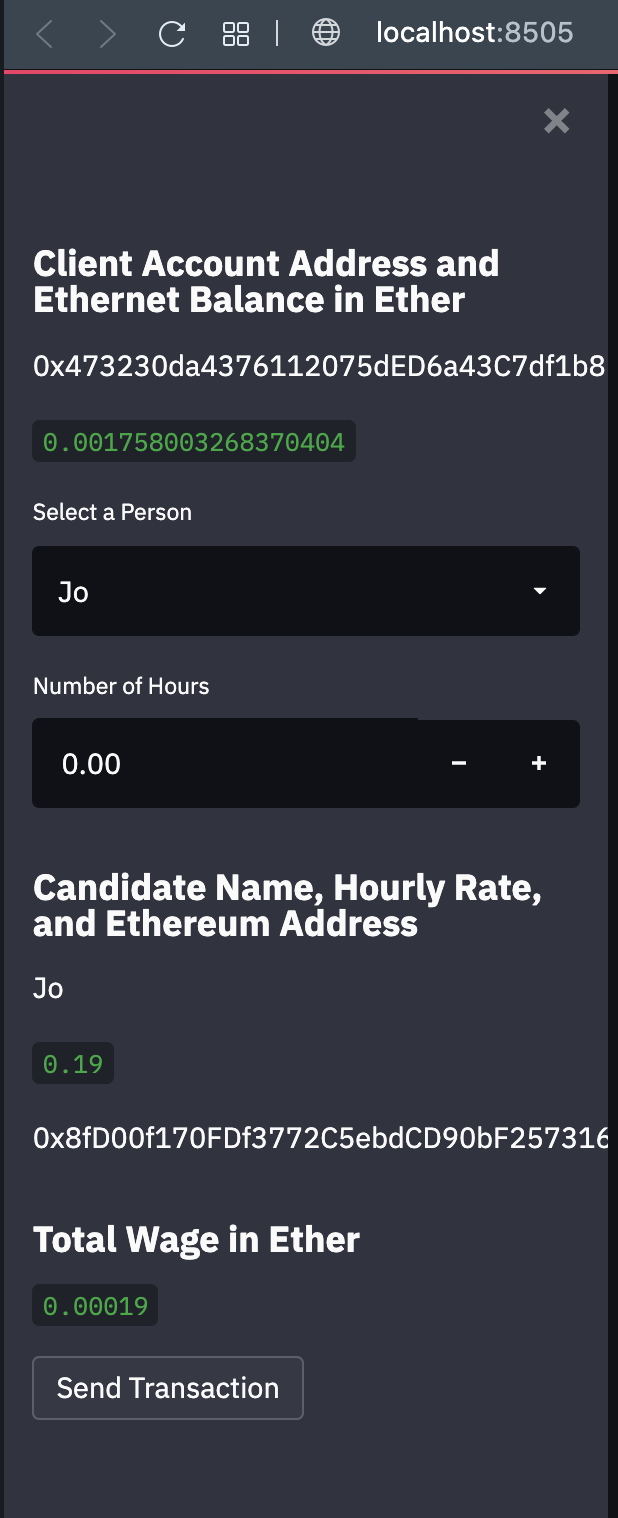 localhost:8505
Client Account Address and
Ethernet Balance in Ether
0x473230da4376112075dED6a43C7df1b8
0.001758003268370404
Select a Person
Jo
Number of Hours
0.00
Candidate Name, Hourly Rate,
and Ethereum Address
Jo
0.19
0x8fD00f170FDf3772C5ebdCD90bF257316
Total Wage in Ether
0.00019
Send Transaction